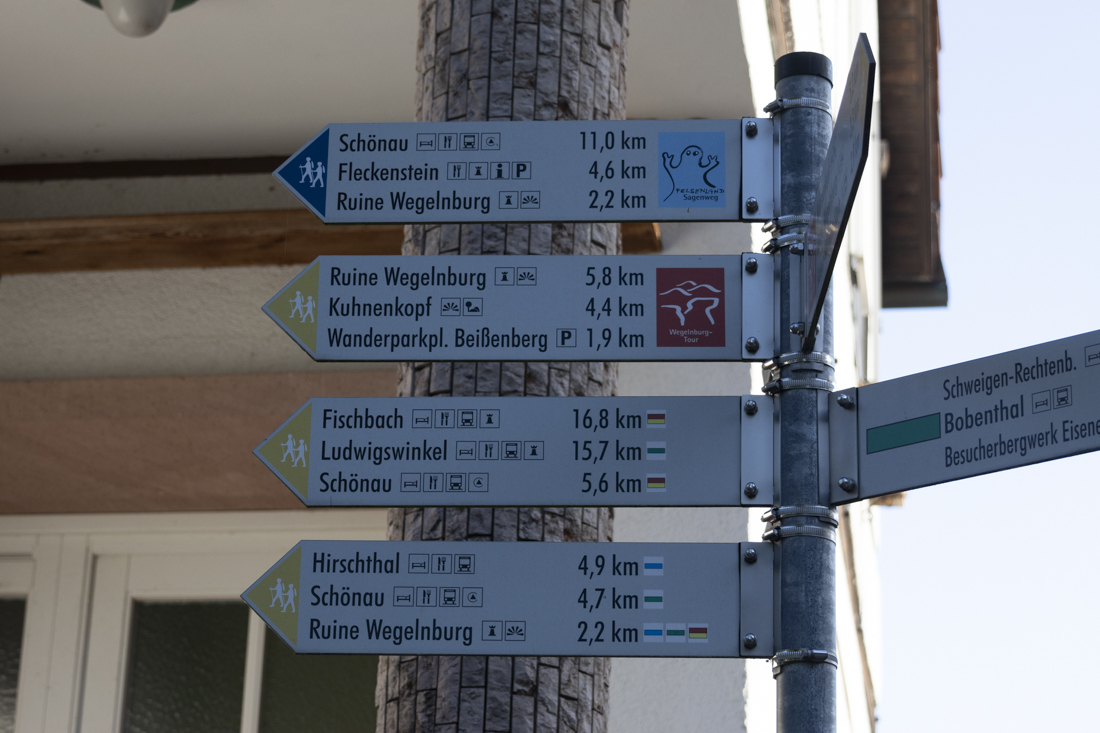 Schönau 11,0 km
Fleckenstein i P 4,6 km
Ruine Wegelnburg 2,2 km
FELSENLAND
Sagenweg
Ruine Wegelnburg 5,8 km
Kuhnenkopf 4,4 km
Wanderparkpl. Beißenberg P 1,9 km
Wegelnburg-
Tour
Fischbach 16,8 km
Ludwigswinkel 15,7 km
Schönau 5,6 km
Schweigen-Rechtenb.
Bobenthal
Besucherbergwerk Eisene
Hirschthal 4,9 km
Schönau 4,7 km
Ruine Wegelnburg 2,2 km